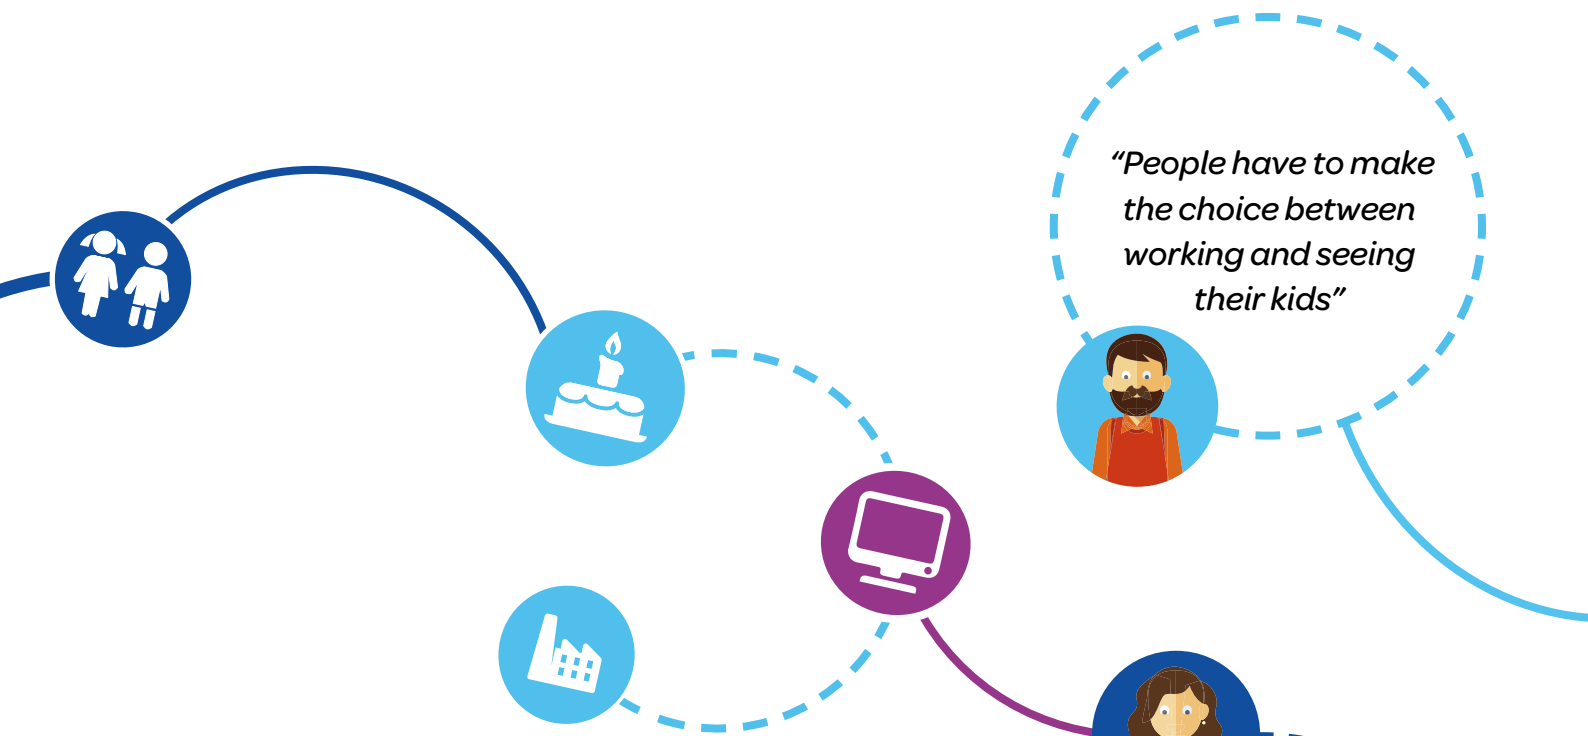 “People have to make
the choice between
working and seeing
their kids”